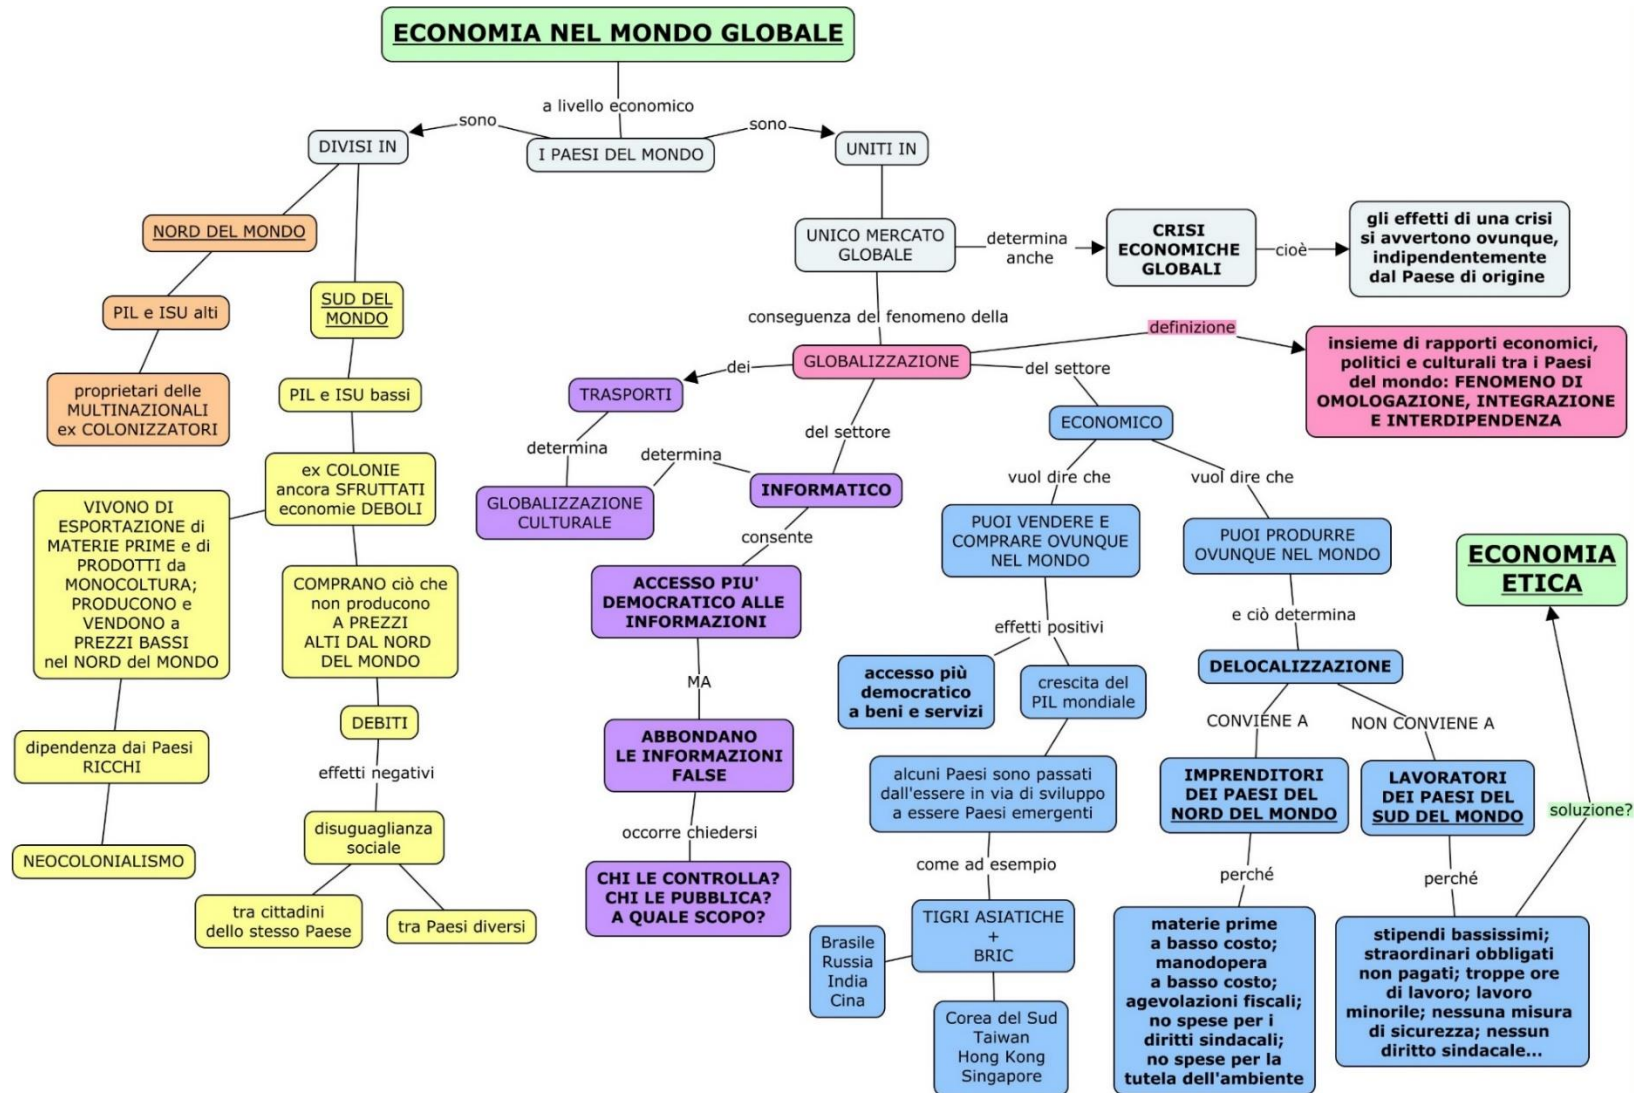 ECONOMIA NEL MONDO GLOBALE
a livello economico
sono
sono
DIVISI IN
I PAESI DEL MONDO
UNITI IN
NORD DEL MONDO
PIL e ISU alti
proprietari delle
MULTINAZIONALI
ex COLONIZZATORI
SUD DEL
MONDO
PIL e ISU bassi
ex COLONIE
ancora SFRUTTATI
economie DEBOLI
VIVONO DI
ESPORTAZIONE di
MATERIE PRIME e di
PRODOTTI da
MONOCOLTURA;
PRODUCONO e
VENDONO a
PREZZI BASSI
nel NORD del MONDO
dipendenza dai Paesi
RICCHI
NEOCOLONIALISMO
COMPRANO ciò che
non producono
A PREZZI
ALTI DAL NORD
DEL MONDO
DEBITI
effetti negativi
disuguaglianza
sociale
tra cittadini
dello stesso Paese
tra Paesi diversi
UNICO MERCATO
GLOBALE
determina
anche
CRISI
ECONOMICHE
GLOBALI
cioè
gli effetti di una crisi
si avvertono ovunque,
indipendentemente
dal Paese di origine
conseguenza del fenomeno della
GLOBALIZZAZIONE
definizione
insieme di rapporti economici,
politici e culturali tra i Paesi
del mondo: FENOMENO DI
OMOLOGAZIONE, INTEGRAZIONE
E INTERDIPENDENZA
dei
TRASPORTI
determina
GLOBALIZZAZIONE
CULTURALE
determina
del settore
INFORMATICO
consente
ACCESSO PIU'
DEMOCRATICO ALLE
INFORMAZIONI
MA
ABBONDANO
LE INFORMAZIONI
FALSE
occorre chiedersi
CHI LE CONTROLLA?
CHI LE PUBBLICA?
A QUALE SCOPO?
del settore
ECONOMICO
vuol dire che
PUOI VENDERE E
COMPRARE OVUNQUE
NEL MONDO
effetti positivi
accesso più
democratico
a beni e servizi
crescita del
PIL mondiale
alcuni Paesi sono passati
dall'essere in via di sviluppo
a essere Paesi emergenti
come ad esempio
TIGRI ASIATICHE
+
BRIC
Brasile
Russia
India
Cina
Corea del Sud
Taiwan
Hong Kong
Singapore
vuol dire che
PUOI PRODURRE
OVUNQUE NEL MONDO
e ciò determina
DELOCALIZZAZIONE
CONVIENE A
IMPRENDITORI
DEI PAESI DEL
NORD DEL MONDO
perché
materie prime
a basso costo;
manodopera
a basso costo;
agevolazioni fiscali;
no spese per i
diritti sindacali;
no spese per la
tutela dell'ambiente
NON CONVIENE A
LAVORATORI
DEI PAESI DEL
SUD DEL MONDO
perché
stipendi bassissimi;
straordinari obbligati
non pagati; troppe ore
di lavoro; lavoro
minorile; nessuna misura
di sicurezza; nessun
diritto sindacale...
soluzione?
ECONOMIA
ETICA